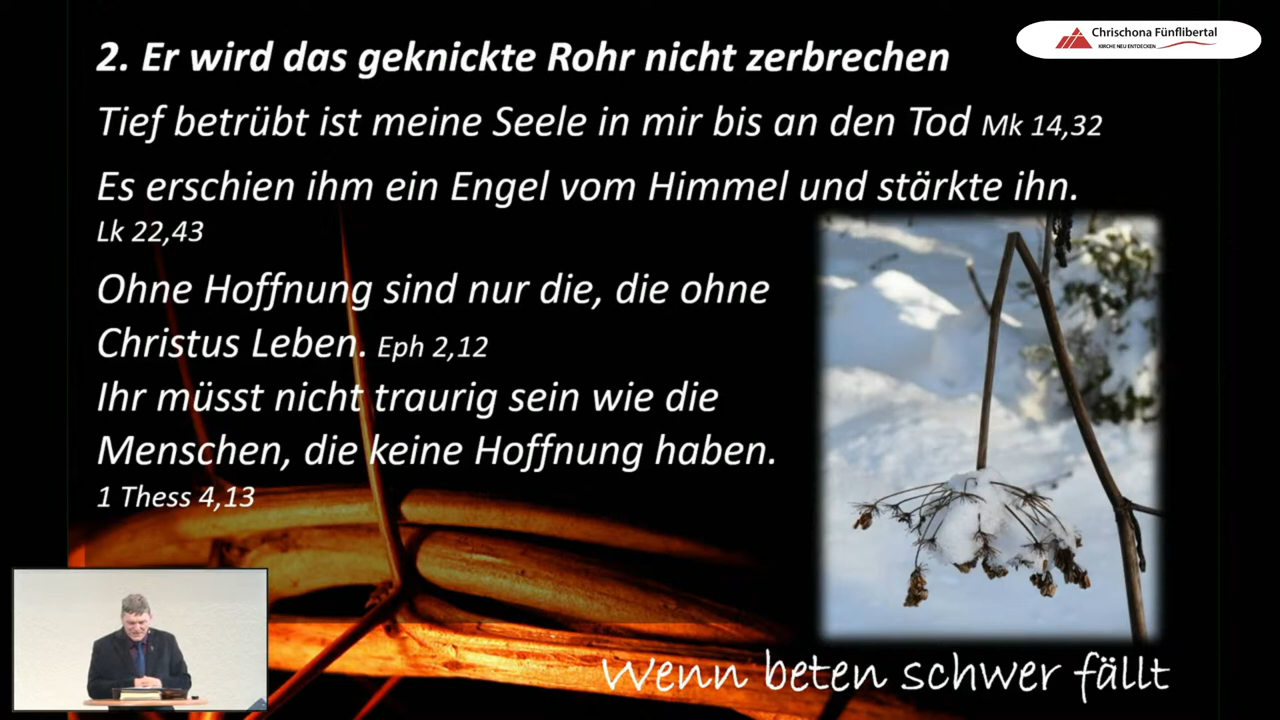 Chrischona Fünflibertal
KIRCHE NEU ENTDECKEN
2. Er wird das geknickte Rohr nicht zerbrechen
Tief betrübt ist meine Seele in mir bis an den Tod Mk 14,32
Es erschien ihm ein Engel vom Himmel und stärkte ihn.
Lk 22,43
Ohne Hoffnung sind nur die, die ohne
Christus Leben. Eph 2,12
Ihr müsst nicht traurig sein wie die
Menschen, die keine Hoffnung haben.
1 Thess 4,13
Wenn beten schwer fällt